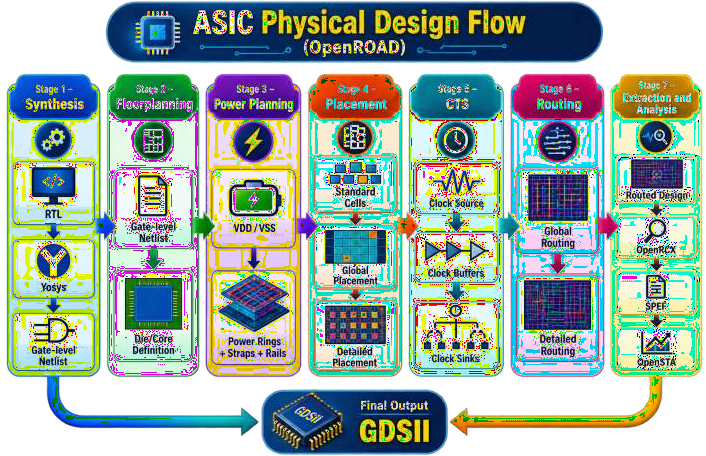 ASIC Physical Design Flow
(OpenROAD)
Stage 1 –
Synthesis
</>
RTL
Yosys
Gate-level
Netlist
Stage 2 –
Floorplanning
Gate-level
Netlist
Die/Core
Definition
Stage 3 –
Power Planning
VDD / VSS
Power Rings
+ Straps + Rails
Stage 4 –
Placement
Standard
Cells
Global
Placement
Detailed
Placement
Stage 5 –
CTS
Clock Source
Clock Buffers
Clock Sinks
Stage 6 –
Routing
Global
Routing
Detailed
Routing
Stage 7 –
Extraction and
Analysis
Routed Design
OpenRCX
SPEF
OpenSTA
Final Output
GDSII